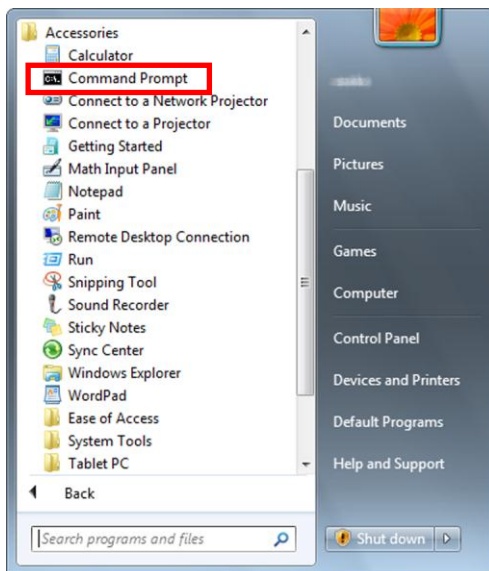 Accessories
Calculator
Command Prompt
Connect to a Network Projector
Connect to a Projector
Getting Started
Math Input Panel
Notepad
Paint
Remote Desktop Connection
Run
Snipping Tool
Sound Recorder
Sticky Notes
Sync Center
Windows Explorer
WordPad
Ease of Access
System Tools
Tablet PC
Back
Search programs and files
Documents
Pictures
Music
Games
Computer
Control Panel
Devices and Printers
Default Programs
Help and Support
Shut down